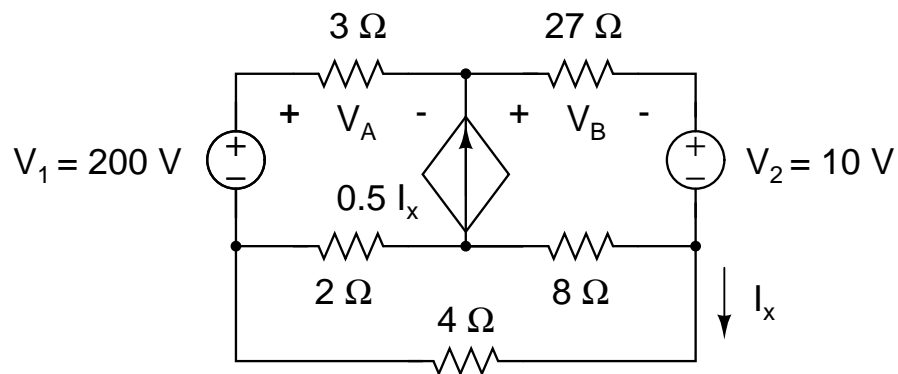 3 Ω 27 Ω
+ V_A - + V_B -
V_1 = 200 V + - + - V_2 = 10 V
0.5 I_x
2 Ω 8 Ω
I_x
4 Ω